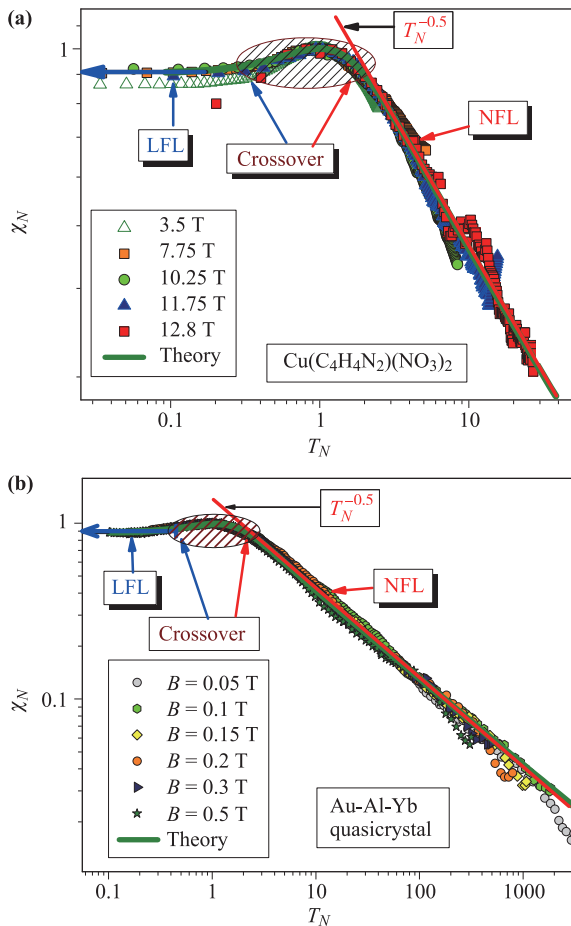 (a)
1
T_N^{-0.5}
NFL
LFL
Crossover
χ_N
3.5 T
7.75 T
10.25 T
11.75 T
12.8 T
Theory
Cu(C₄H₄N₂)(NO₃)₂
0.1 1 10
T_N
(b)
T_N^{-0.5}
1
LFL
NFL
Crossover
χ_N
0.1
B = 0.05 T
B = 0.1 T
B = 0.15 T
B = 0.2 T
B = 0.3 T
B = 0.5 T
Theory
Au-Al-Yb
quasicrystal
0.1 1 10 100 1000
T_N